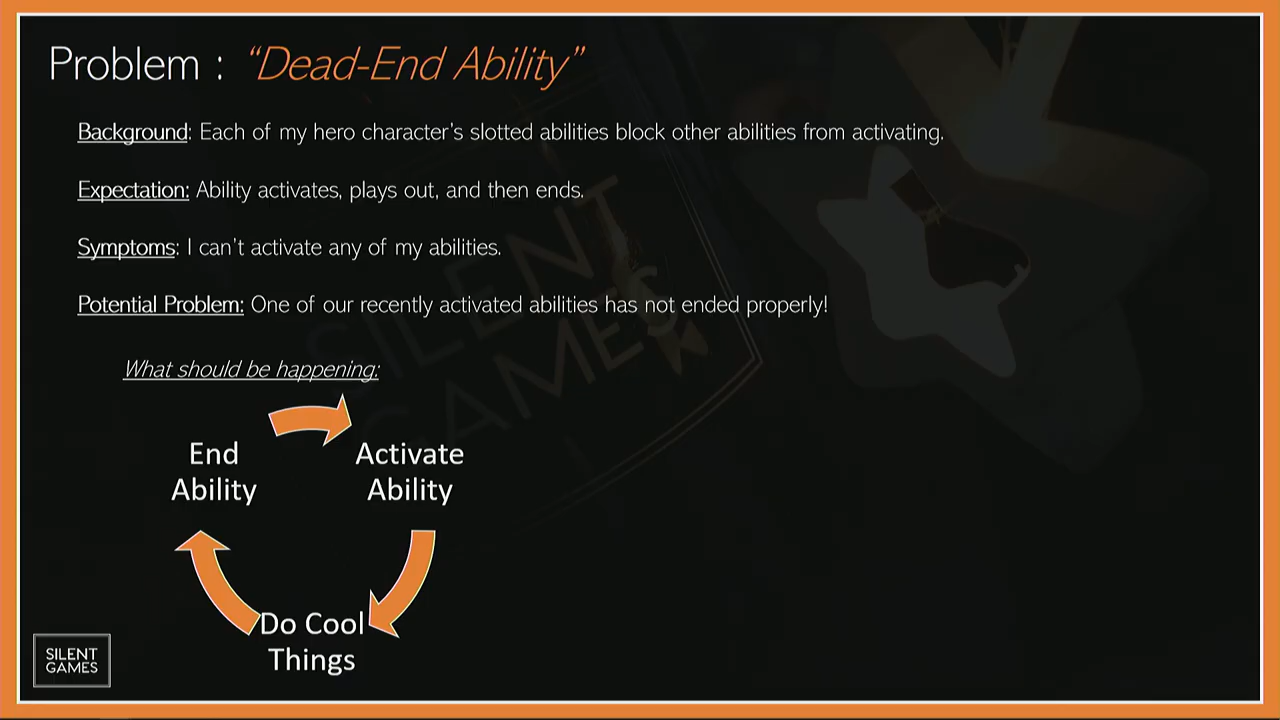 Problem : “Dead-End Ability”
Background: Each of my hero character’s slotted abilities block other abilities from activating.
Expectation: Ability activates, plays out, and then ends.
Symptoms: I can’t activate any of my abilities.
Potential Problem: One of our recently activated abilities has not ended properly!
What should be happening:
End
Ability
Activate
Ability
Do Cool
Things
SILENT
GAMES
SILENT
GAMES